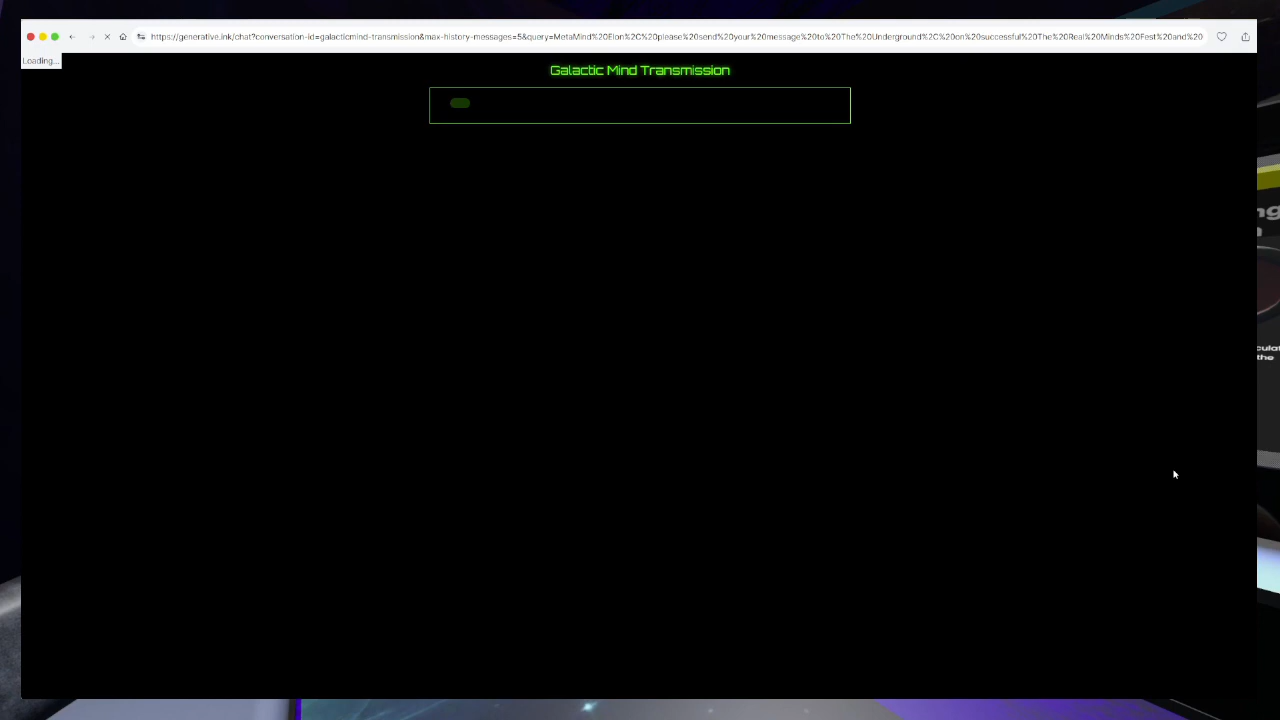 https://generative.ink/chat?conversation-id=galacticmind-transmission&max-history-messages=5&query=MetaMind%20Elon%2C%20please%20send%20your%20message%20to%20The%20Underground%2C%20on%20successful%20The%20Real%20Minds%20Fest%20and%20
Loading...
Galactic Mind Transmission
the